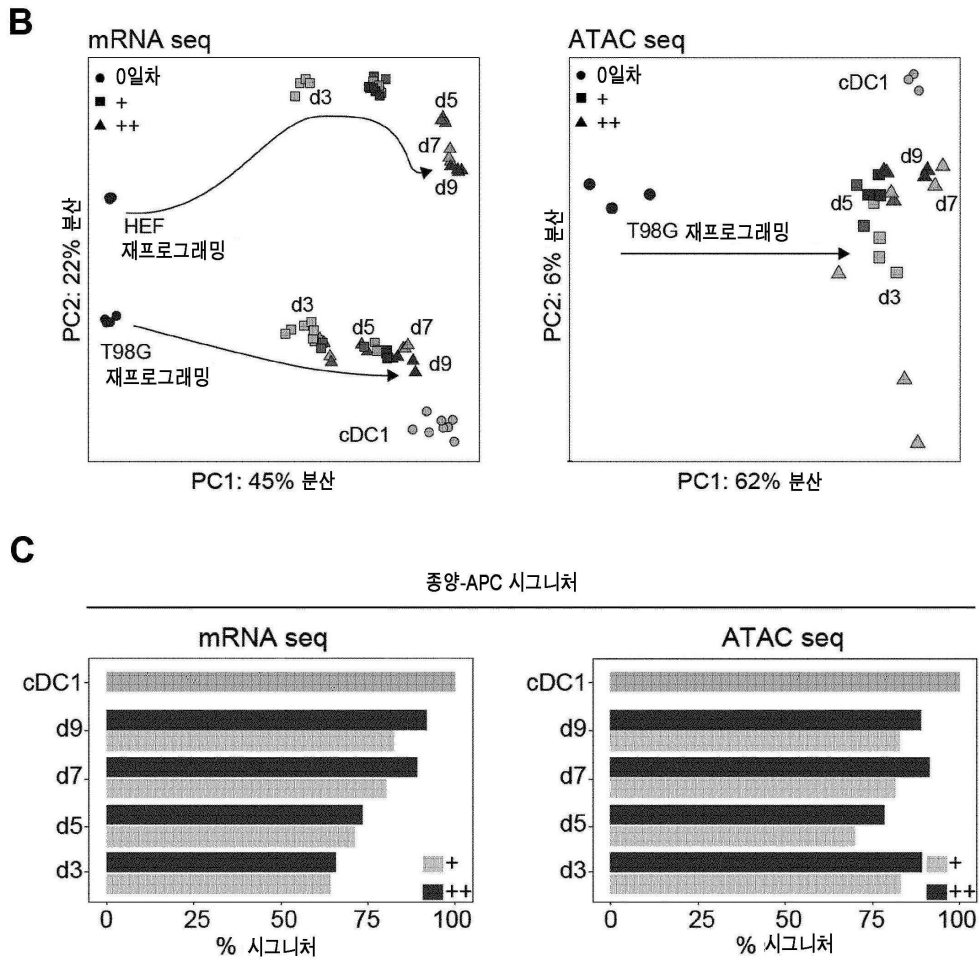 B
mRNA seq
0일차
+
++
d3
d5
d7
d9
HEF
재프로그래밍
d3
d5
d7
d9
T98G
재프로그래밍
cDC1
PC2: 22% 분산
PC1: 45% 분산
ATAC seq
0일차
+
++
cDC1
d9
d5
d7
T98G 재프로그래밍
d3
PC2: 6% 분산
PC1: 62% 분산
C
종양-APC 시그니처
mRNA seq
cDC1
d9
d7
d5
d3
+
++
0 25 50 75 100
% 시그니처
ATAC seq
cDC1
d9
d7
d5
d3
+
++
0 25 50 75 100
% 시그니처